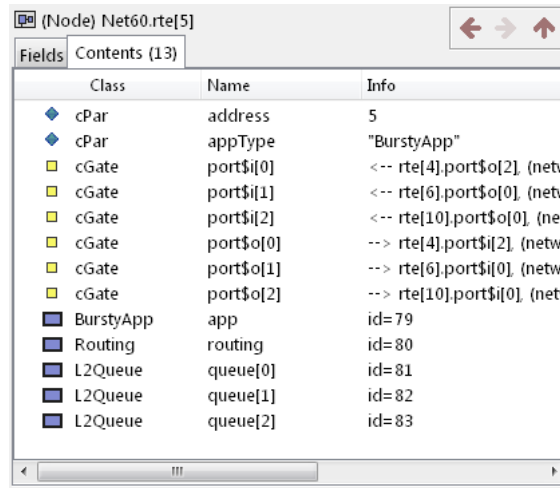 (Node) Net60.rte[5]
Fields Contents (13)
Class Name Info
cPar address 5
cPar appType "BurstyApp"
cGate port$i[0] <-- rte[4].port$o[2], (netw
cGate port$i[1] <-- rte[6].port$o[0], (netw
cGate port$i[2] <-- rte[10].port$o[0], (ne
cGate port$o[0] --> rte[4].port$i[2], (netw
cGate port$o[1] --> rte[6].port$i[0], (netw
cGate port$o[2] --> rte[10].port$i[0], (net
BurstyApp app id=79
Routing routing id=80
L2Queue queue[0] id=81
L2Queue queue[1] id=82
L2Queue queue[2] id=83